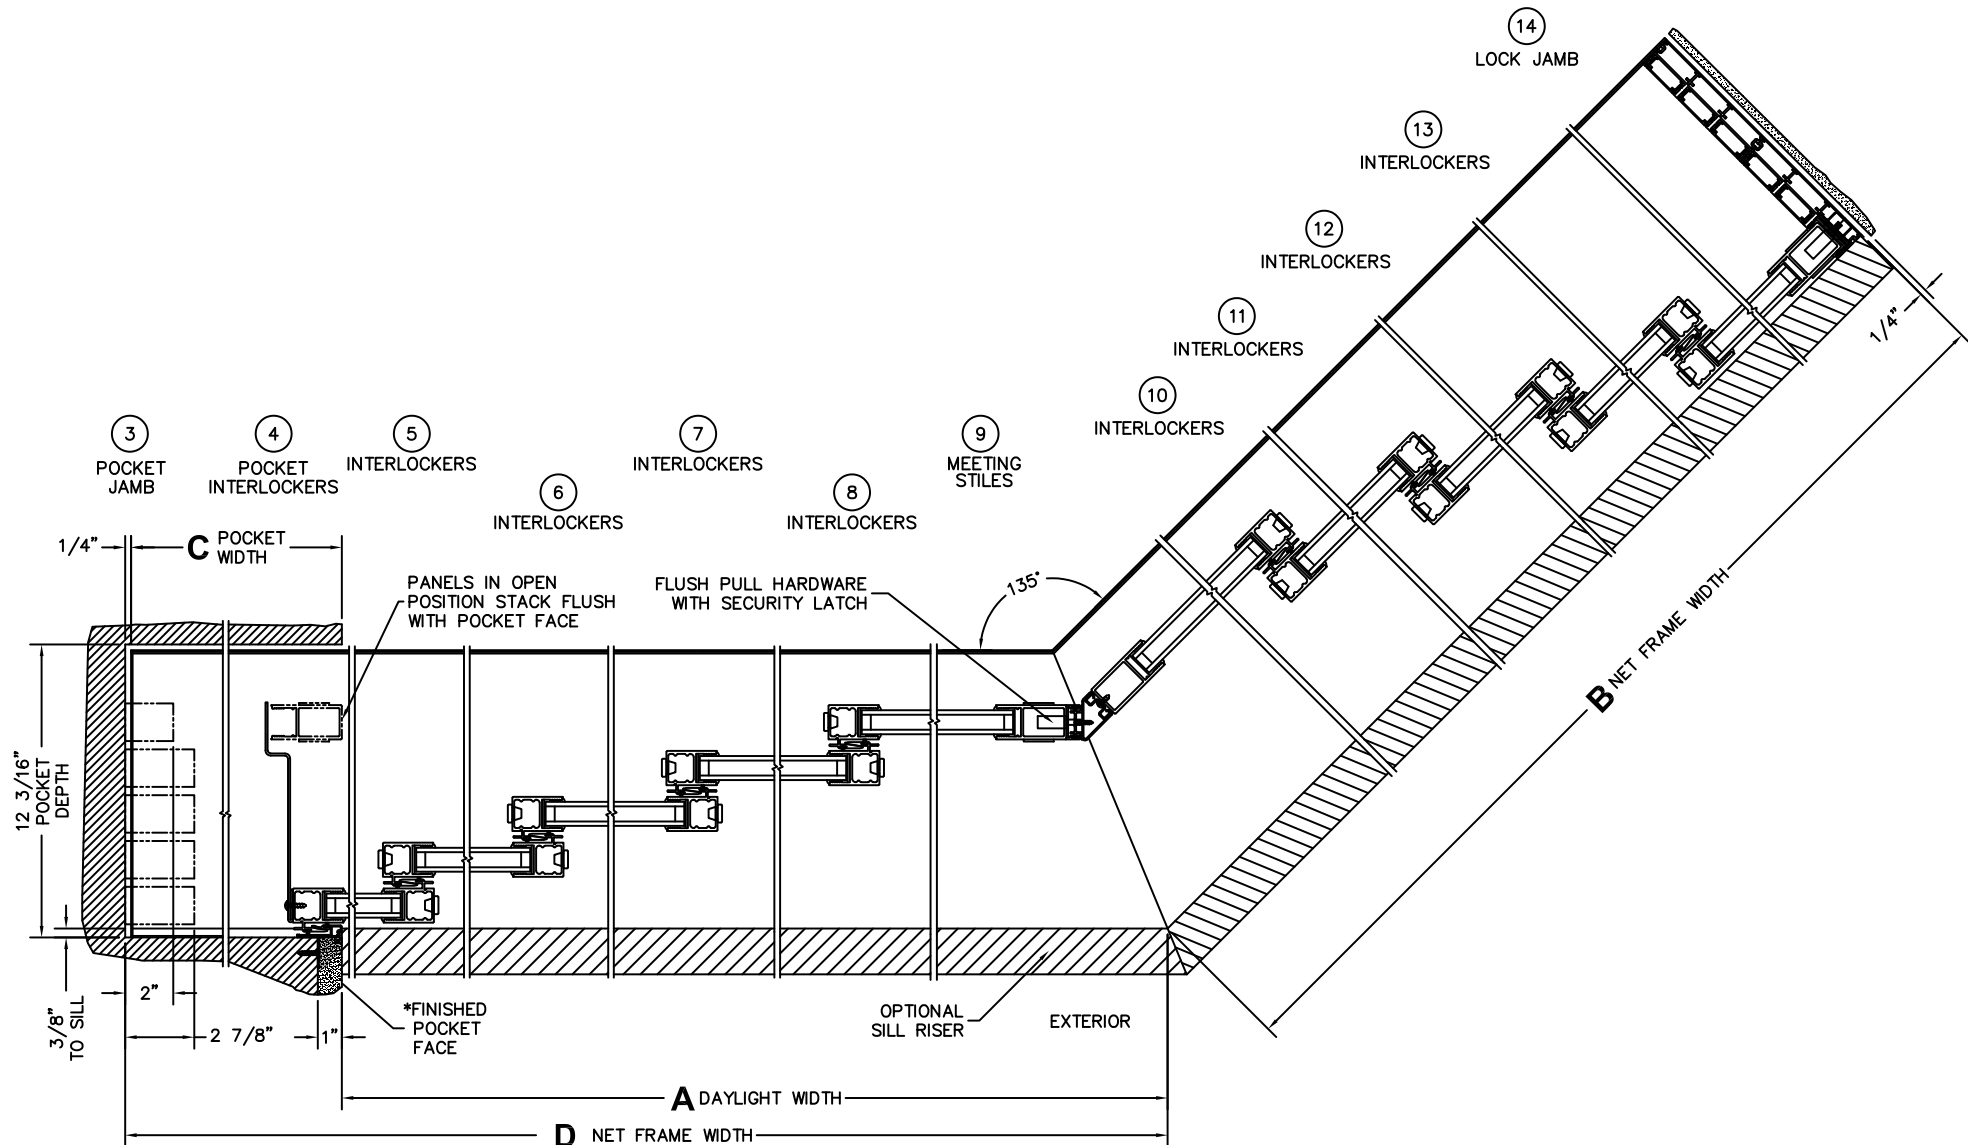 14
LOCK JAMB
13
INTERLOCKERS
12
INTERLOCKERS
11
INTERLOCKERS
10
INTERLOCKERS
1/4"
3
POCKET
JAMB
4
POCKET
INTERLOCKERS
5
INTERLOCKERS
6
INTERLOCKERS
7
INTERLOCKERS
8
INTERLOCKERS
9
MEETING
STILES
1/4"
C POCKET
WIDTH
PANELS IN OPEN
POSITION STACK FLUSH
WITH POCKET FACE
FLUSH PULL HARDWARE
WITH SECURITY LATCH
135°
B NET FRAME WIDTH
12 3/16"
POCKET
DEPTH
3/8"
TO SILL
2"
2 7/8"
1"
*FINISHED
POCKET
FACE
OPTIONAL
SILL RISER
EXTERIOR
A DAYLIGHT WIDTH
D NET FRAME WIDTH